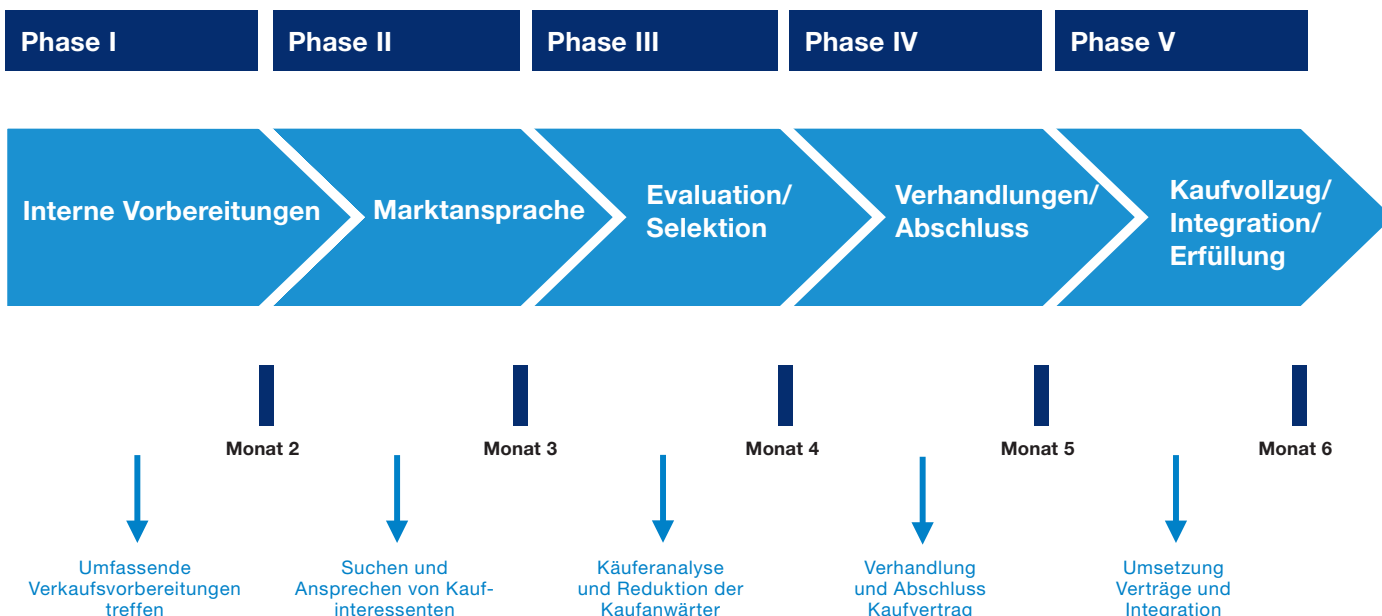 Phase I
Phase II
Phase III
Phase IV
Phase V
Interne Vorbereitungen
Marktansprache
Evaluation/
Selektion
Verhandlungen/
Abschluss
Kaufvollzug/
Integration/
Erfüllung
Monat 2
Monat 3
Monat 4
Monat 5
Monat 6
Umfassende
Verkaufsvorbereitungen
treffen
Suchen und
Ansprechen von Kauf-
interessenten
Käuferanalyse
und Reduktion der
Kaufanwärter
Verhandlung
und Abschluss
Kaufvertrag
Umsetzung
Verträge und
Integration